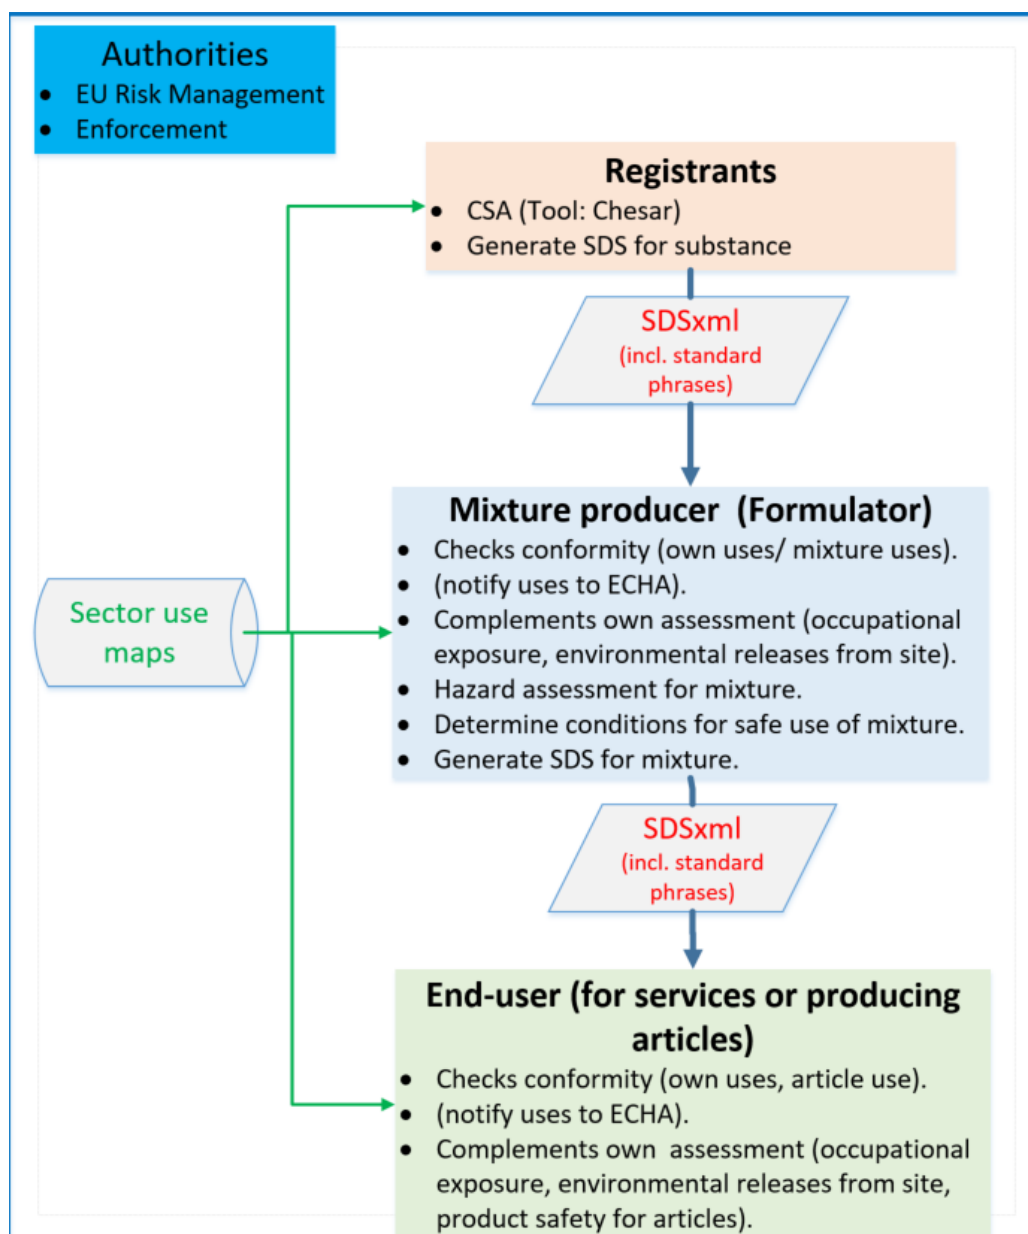 Authorities
• EU Risk Management
• Enforcement
Registrants
• CSA (Tool: Chesar)
• Generate SDS for substance
SDSxml
(incl. standard
phrases)
Mixture producer (Formulator)
• Checks conformity (own uses/ mixture uses).
• (notify uses to ECHA).
• Complements own assessment (occupational
exposure, environmental releases from site).
• Hazard assessment for mixture.
• Determine conditions for safe use of mixture.
• Generate SDS for mixture.
Sector use
maps
SDSxml
(incl. standard
phrases)
End-user (for services or producing
articles)
• Checks conformity (own uses, article use).
• (notify uses to ECHA).
• Complements own assessment (occupational
exposure, environmental releases from site,
product safety for articles).